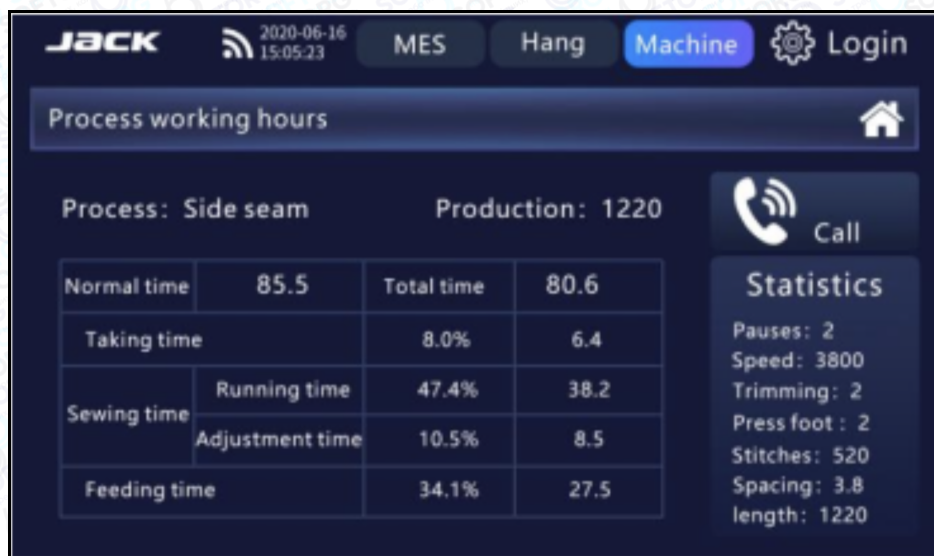 JACK
2020-06-16
15:05:23
MES
Hang
Machine
Login
Process working hours
Process: Side seam
Production: 1220
Call
Normal time 85.5 Total time 80.6
Taking time 8.0% 6.4
Sewing time
Running time 47.4% 38.2
Adjustment time 10.5% 8.5
Feeding time 34.1% 27.5
Statistics
Pauses: 2
Speed: 3800
Trimming: 2
Press foot : 2
Stitches: 520
Spacing: 3.8
length: 1220